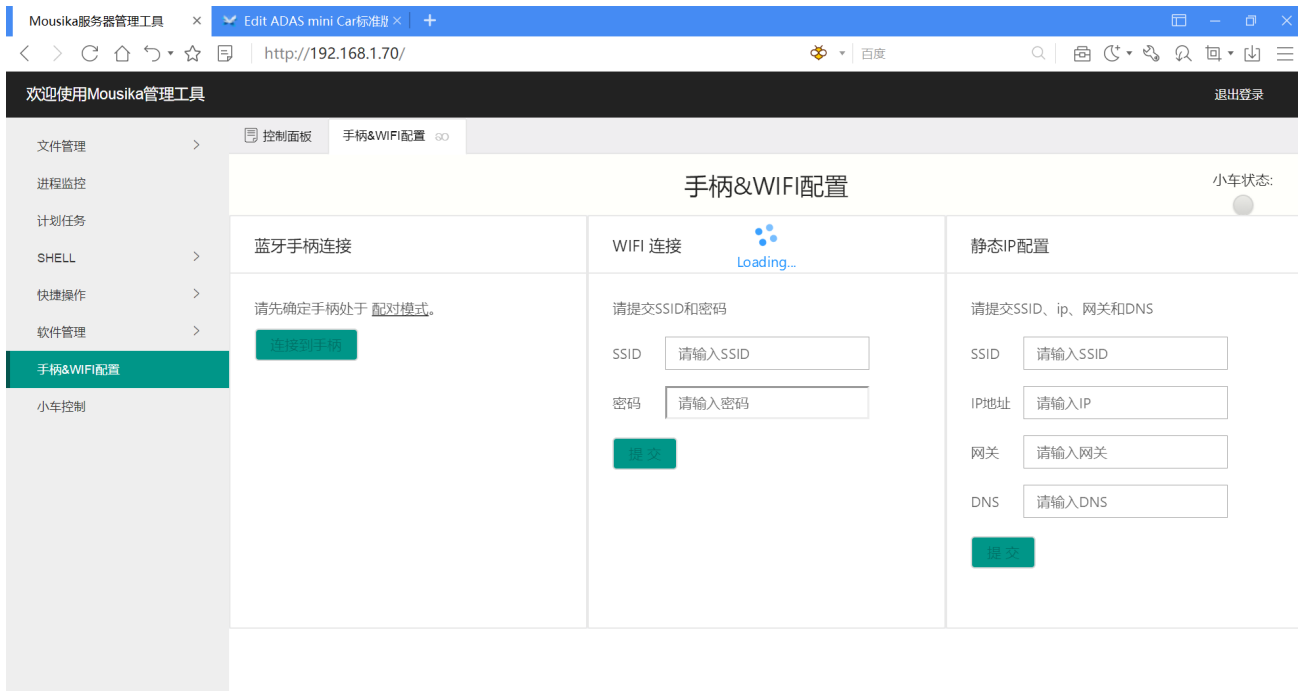 Mousika服务器管理工具
Edit ADAS mini Car标准版
http://192.168.1.70/
百度
欢迎使用Mousika管理工具
退出登录
文件管理
进程监控
计划任务
SHELL
快捷操作
软件管理
手柄&WIFI配置
小车控制
控制面板
手柄&WIFI配置
手柄&WIFI配置
小车状态:
蓝牙手柄连接
请先确定手柄处于 配对模式。
连接到手柄
WIFI 连接
Loading...
请提交SSID和密码
SSID 请输入SSID
密码 请输入密码
提 交
静态IP配置
请提交SSID、ip、网关和DNS
SSID 请输入SSID
IP地址 请输入IP
网关 请输入网关
DNS 请输入DNS
提 交